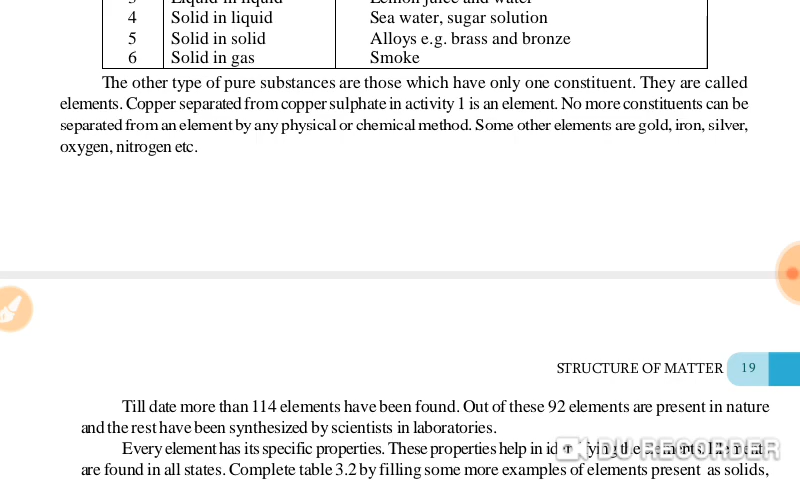 3 Liquid in liquid Lemon juice and water
4 Solid in liquid Sea water, sugar solution
5 Solid in solid Alloys e.g. brass and bronze
6 Solid in gas Smoke
The other type of pure substances are those which have only one constituent. They are called
elements. Copper separated from copper sulphate in activity 1 is an element. No more constituents can be
separated from an element by any physical or chemical method. Some other elements are gold, iron, silver,
oxygen, nitrogen etc.
STRUCTURE OF MATTER 19
Till date more than 114 elements have been found. Out of these 92 elements are present in nature
and the rest have been synthesized by scientists in laboratories.
Every element has its specific properties. These properties help in identifying the elements. Elements
DU RECORDER
are found in all states. Complete table 3.2 by filling some more examples of elements present as solids,